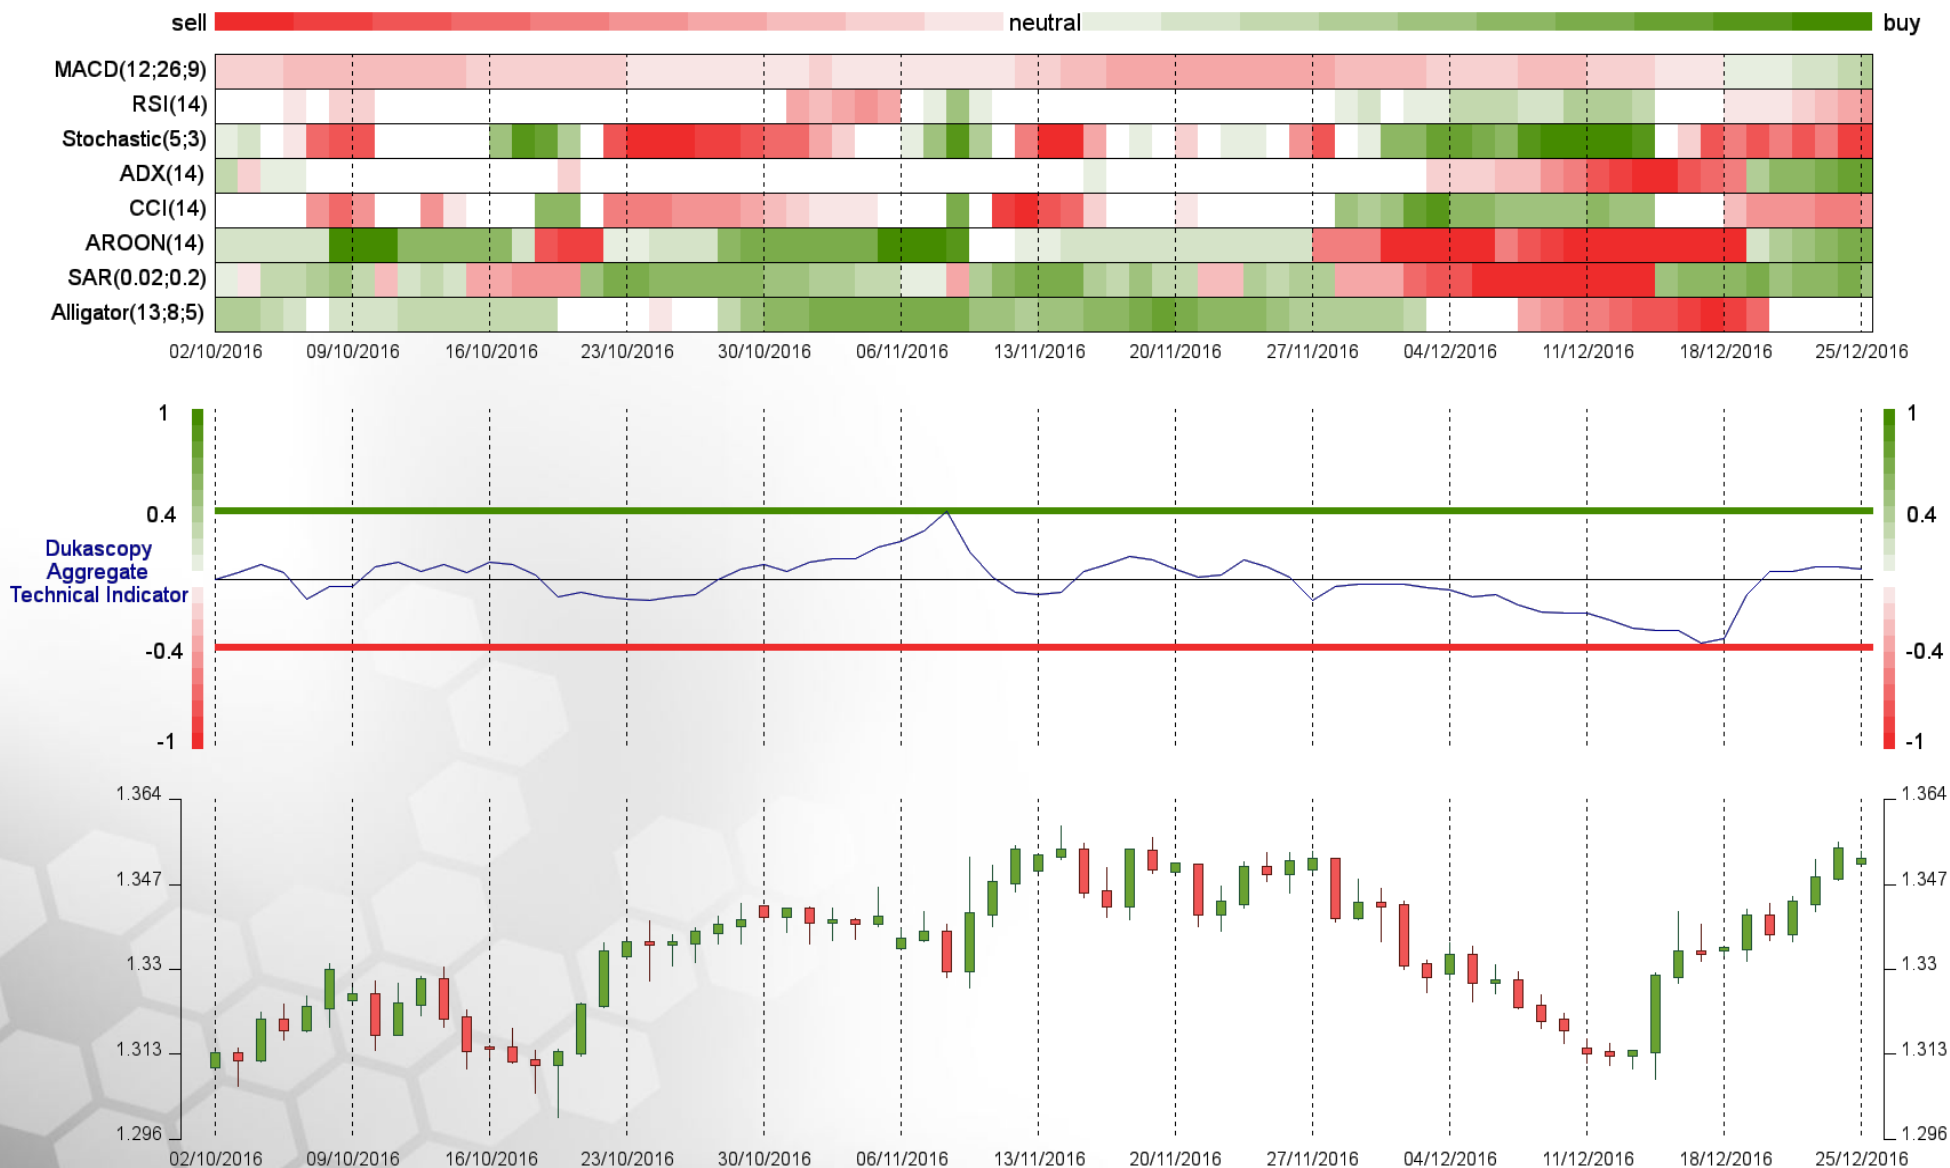 sell neutral buy
MACD(12;26;9)
RSI(14)
Stochastic(5;3)
ADX(14)
CCI(14)
AROON(14)
SAR(0.02;0.2)
Alligator(13;8;5)
02/10/2016 09/10/2016 16/10/2016 23/10/2016 30/10/2016 06/11/2016 13/11/2016 20/11/2016 27/11/2016 04/12/2016 11/12/2016 18/12/2016 25/12/2016
1 1
0.4 0.4
Dukascopy
Aggregate
Technical Indicator
-0.4 -0.4
-1 -1
1.364 1.364
1.347 1.347
1.33 1.33
1.313 1.313
1.296 1.296
02/10/2016 09/10/2016 16/10/2016 23/10/2016 30/10/2016 06/11/2016 13/11/2016 20/11/2016 27/11/2016 04/12/2016 11/12/2016 18/12/2016 25/12/2016